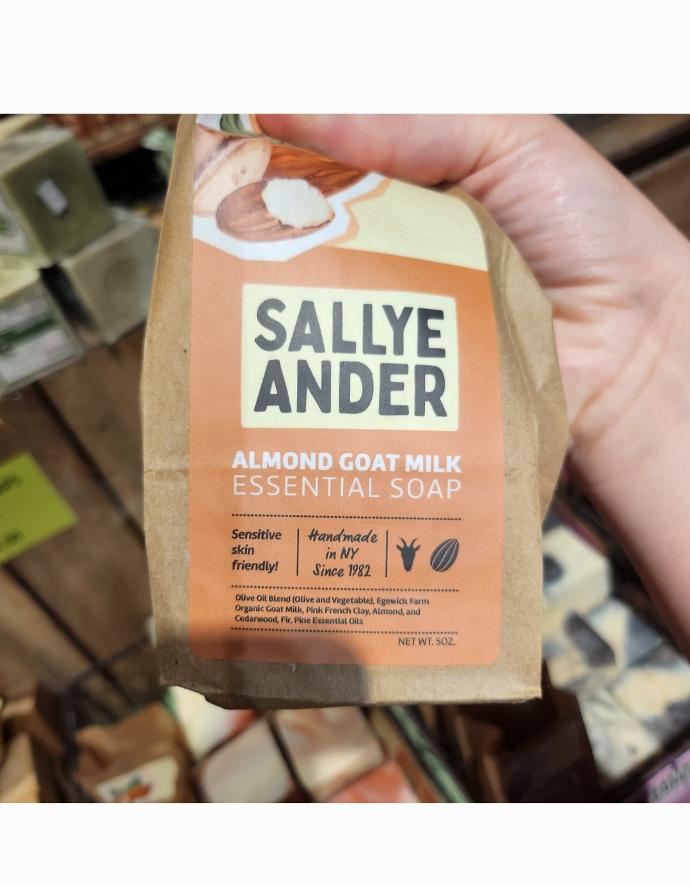 SALLYE
ANDER
ALMOND GOAT MILK
ESSENTIAL SOAP
Sensitive
skin
friendly!
Handmade
in NY
Since 1982
Olive Oil Blend (Olive and Vegetable), Egewick Farm
Organic Goat Milk, Pink French Clay, Almond, and
Cedarwood, Fir, Pine Essential Oils
NET WT. 5OZ.